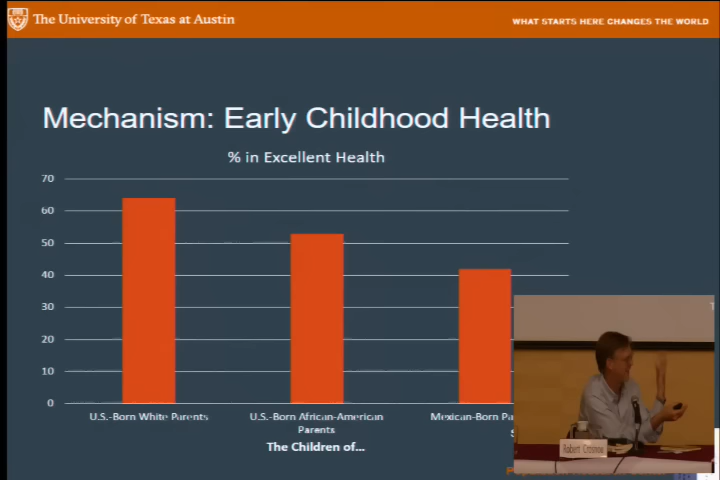 The University of Texas at Austin
WHAT STARTS HERE CHANGES THE WORLD
Mechanism: Early Childhood Health
% in Excellent Health
70
60
50
40
30
20
10
0
U.S.-Born White Parents
U.S.-Born African-American
Parents
Mexican-Born Pa
The Children of...
Robert Crosnoe